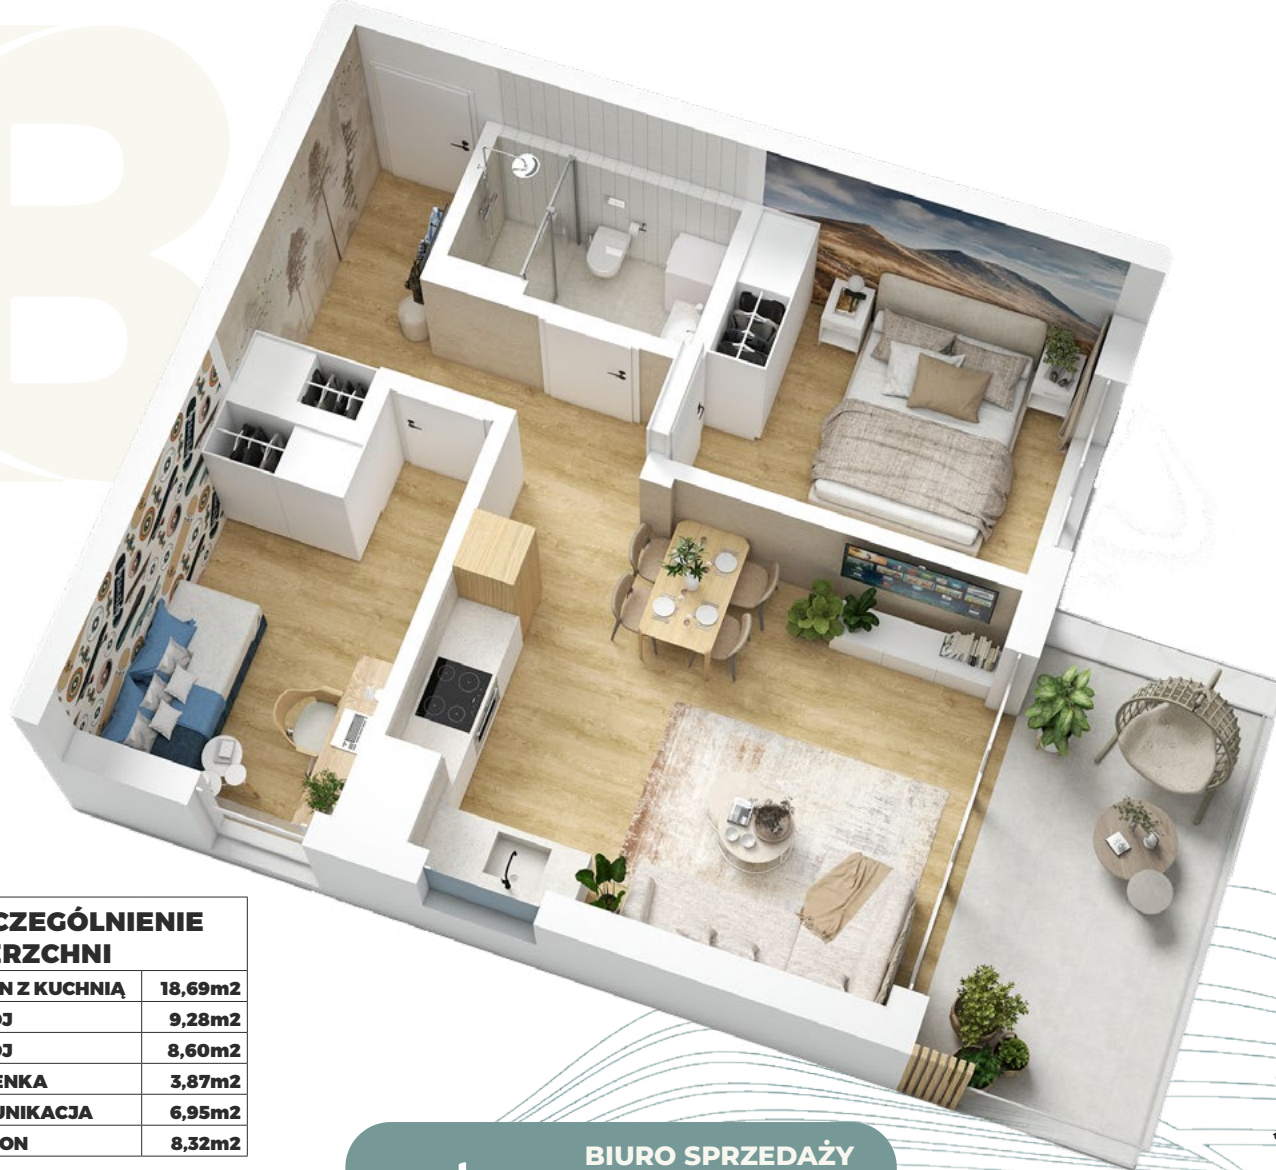 B
CZEGÓLNIENIE
ERZCHNI
N Z KUCHNIĄ 18,69m2
OJ 9,28m2
OJ 8,60m2
ENKA 3,87m2
UNIKACJA 6,95m2
ON 8,32m2
BIURO SPRZEDAŻY